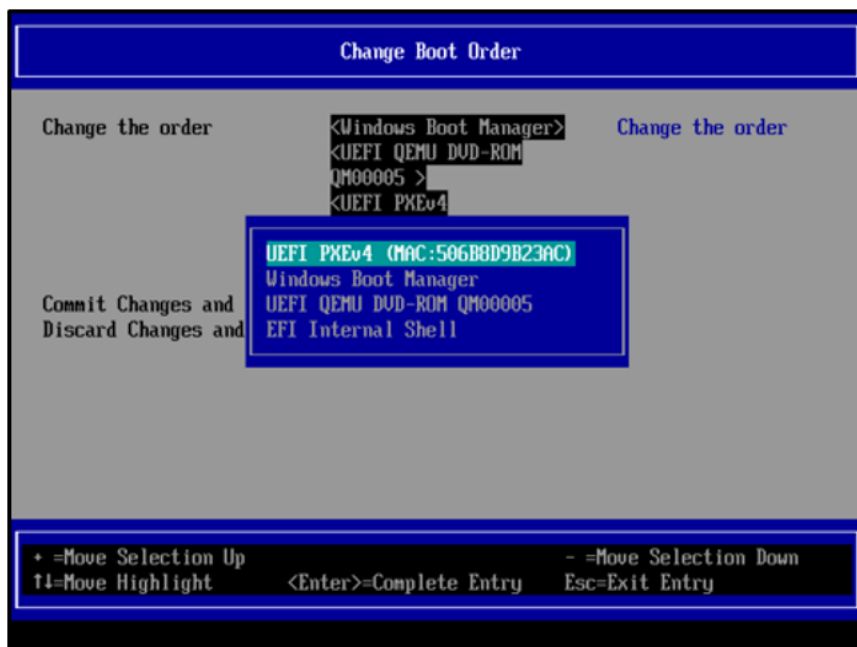 Change Boot Order
Change the order
<Windows Boot Manager>
Change the order
<UEFI QEMU DVD-ROM
QM00005 >
<UEFI PXEv4
UEFI PXEv4 (MAC:506B8D9B23AC)
Windows Boot Manager
UEFI QEMU DVD-ROM QM00005
EFI Internal Shell
Commit Changes and
Discard Changes and
+ =Move Selection Up
- =Move Selection Down
↑↓=Move Highlight
<Enter>=Complete Entry
Esc=Exit Entry